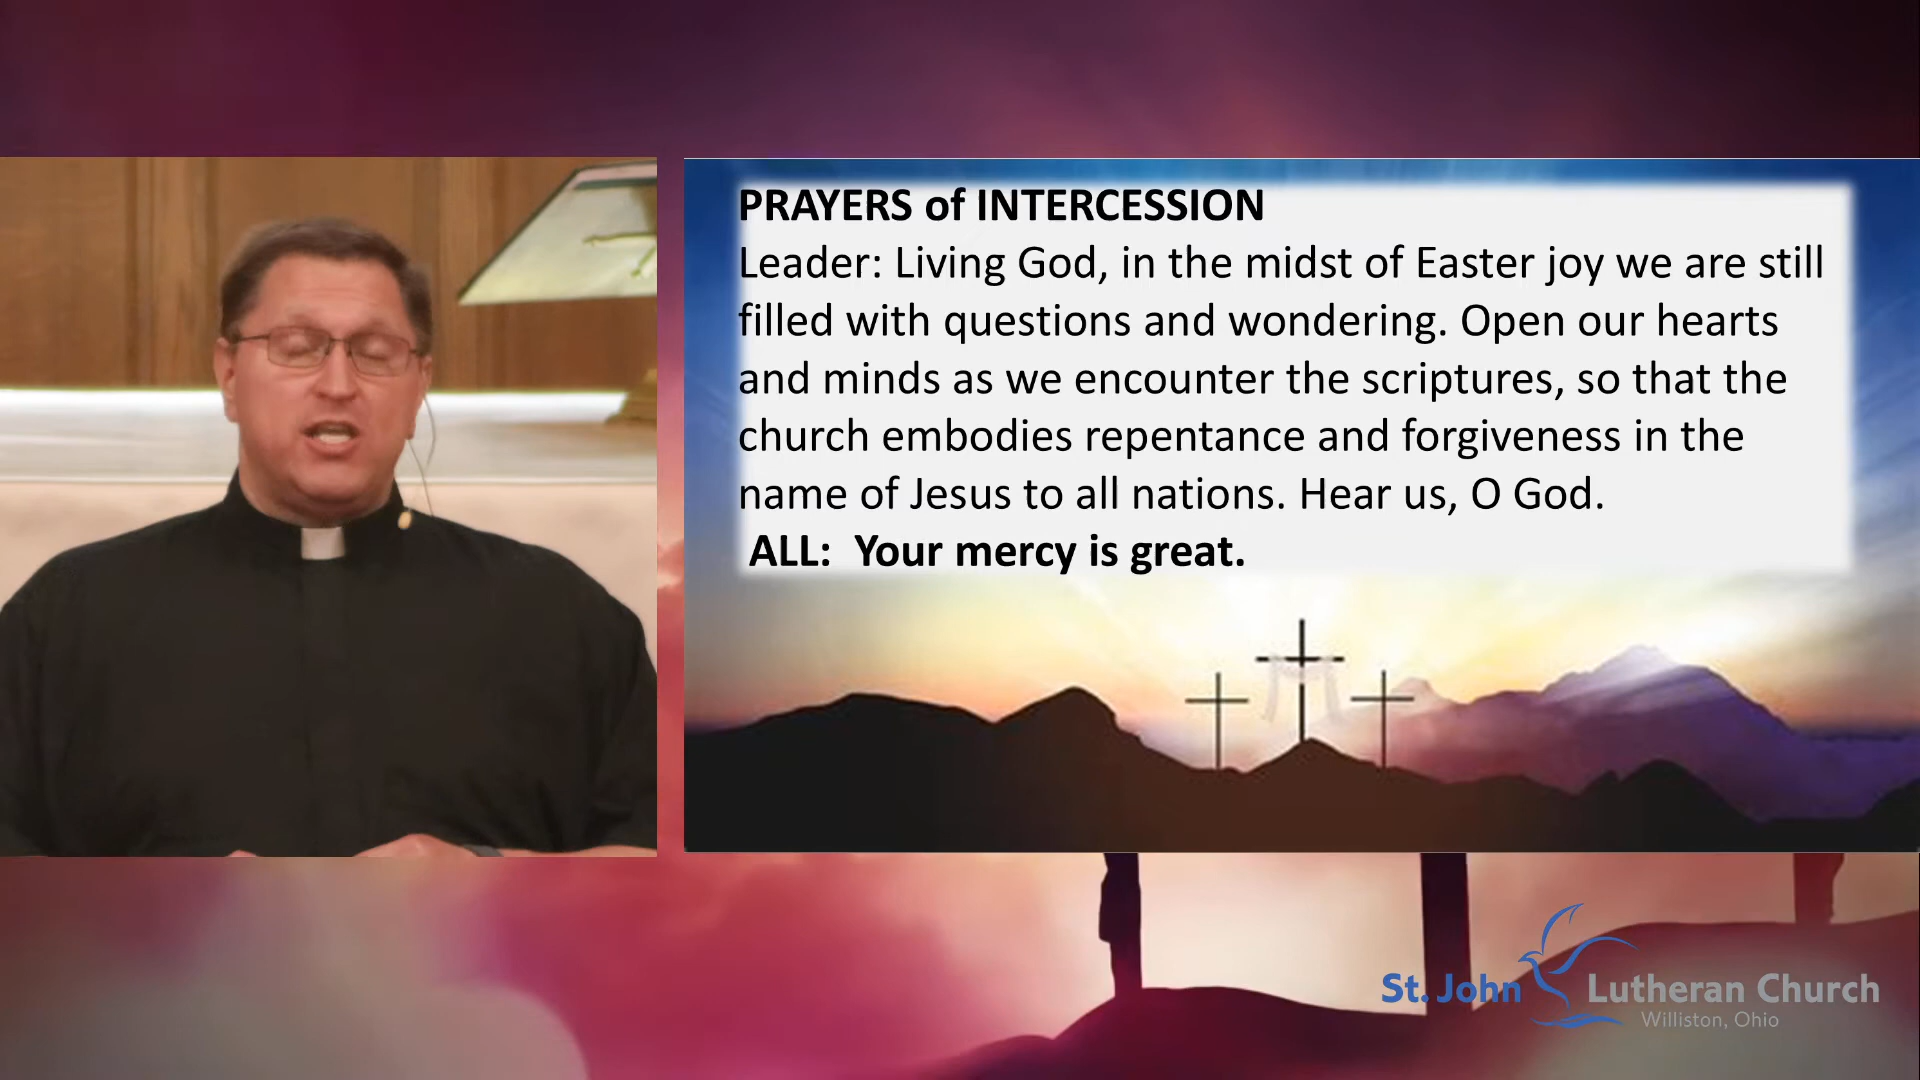 PRAYERS of INTERCESSION
Leader: Living God, in the midst of Easter joy we are still
filled with questions and wondering. Open our hearts
and minds as we encounter the scriptures, so that the
church embodies repentance and forgiveness in the
name of Jesus to all nations. Hear us, O God.
ALL:  Your mercy is great.
St. John Lutheran Church
Williston, Ohio